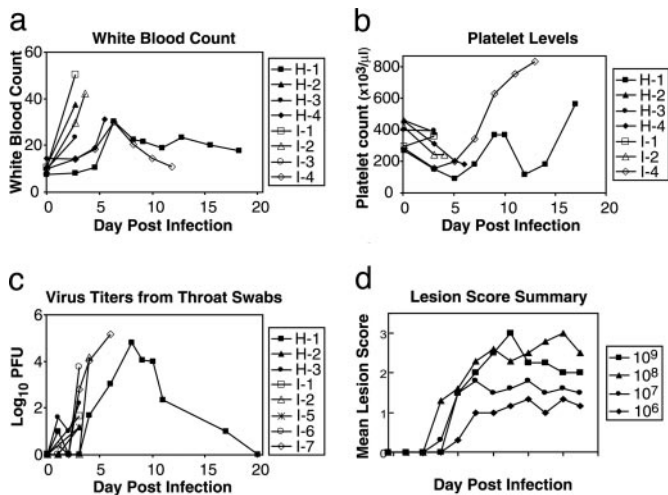 a
White Blood Count
White Blood Count
60
40
20
0
0
5
10
15
20
Day Post Infection
H-1
H-2
H-3
H-4
I-1
I-2
I-3
I-4
b
Platelet Levels
Platelet count (x10³/µl)
800
600
400
200
0
0
5
10
15
20
Day Post Infection
H-1
H-2
H-3
H-4
I-1
I-2
I-4
c
Virus Titers from Throat Swabs
Log₁₀ PFU
6
4
2
0
0
5
10
15
20
Day Post Infection
H-1
H-2
H-3
I-1
I-2
I-5
I-6
I-7
d
Lesion Score Summary
Mean Lesion Score
3
2
1
0
Day Post Infection
10⁹
10⁸
10⁷
10⁶